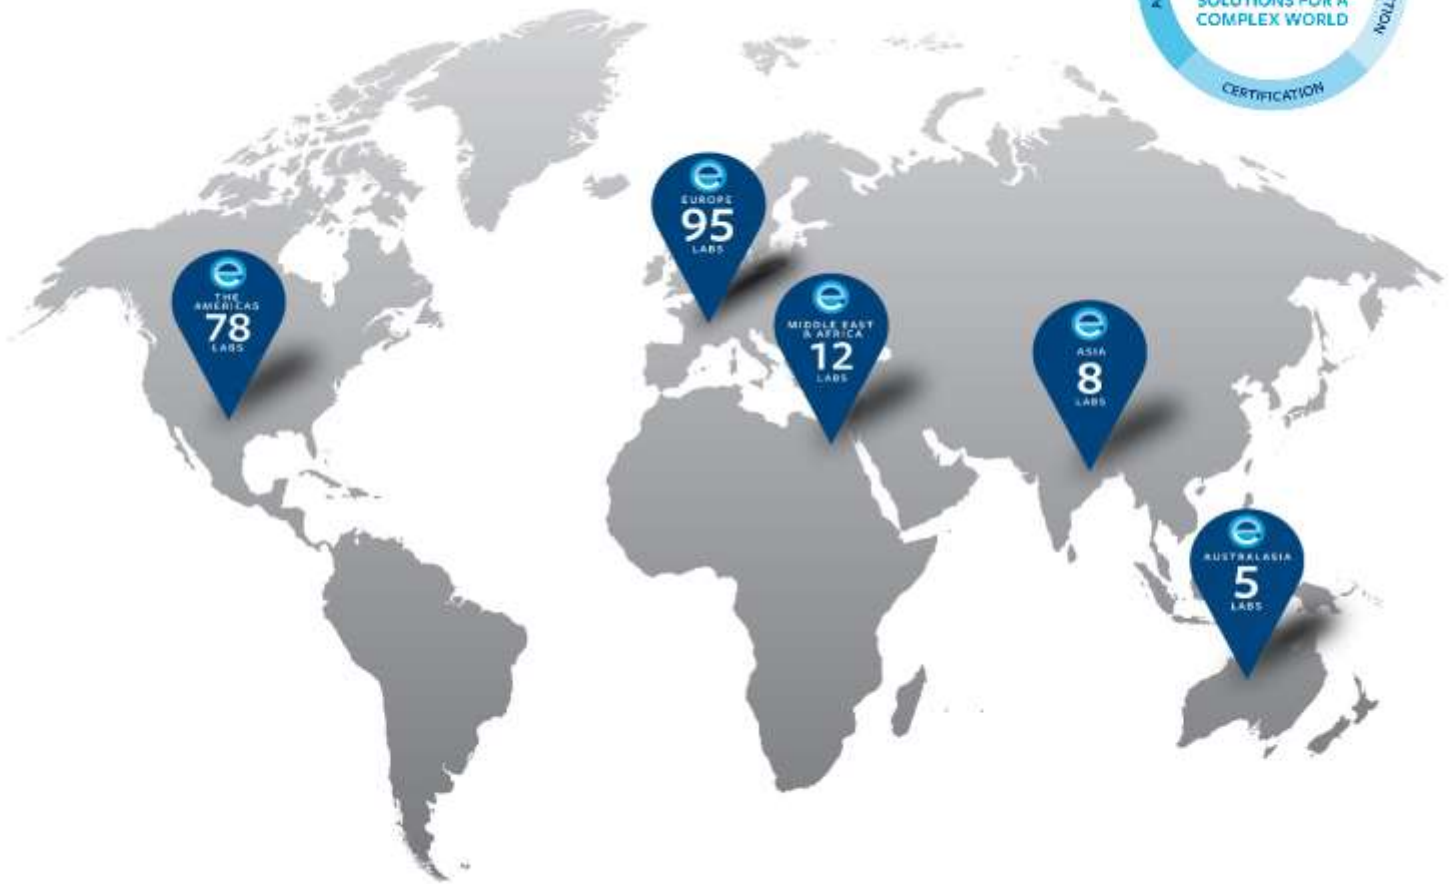 SOLUTIONS FOR A
COMPLEX WORLD
CERTIFICATION
e
EUROPE
95
LABS
e
THE
AMERICAS
78
LABS
e
MIDDLE EAST
& AFRICA
12
LABS
e
ASIA
8
LABS
e
AUSTRALASIA
5
LABS